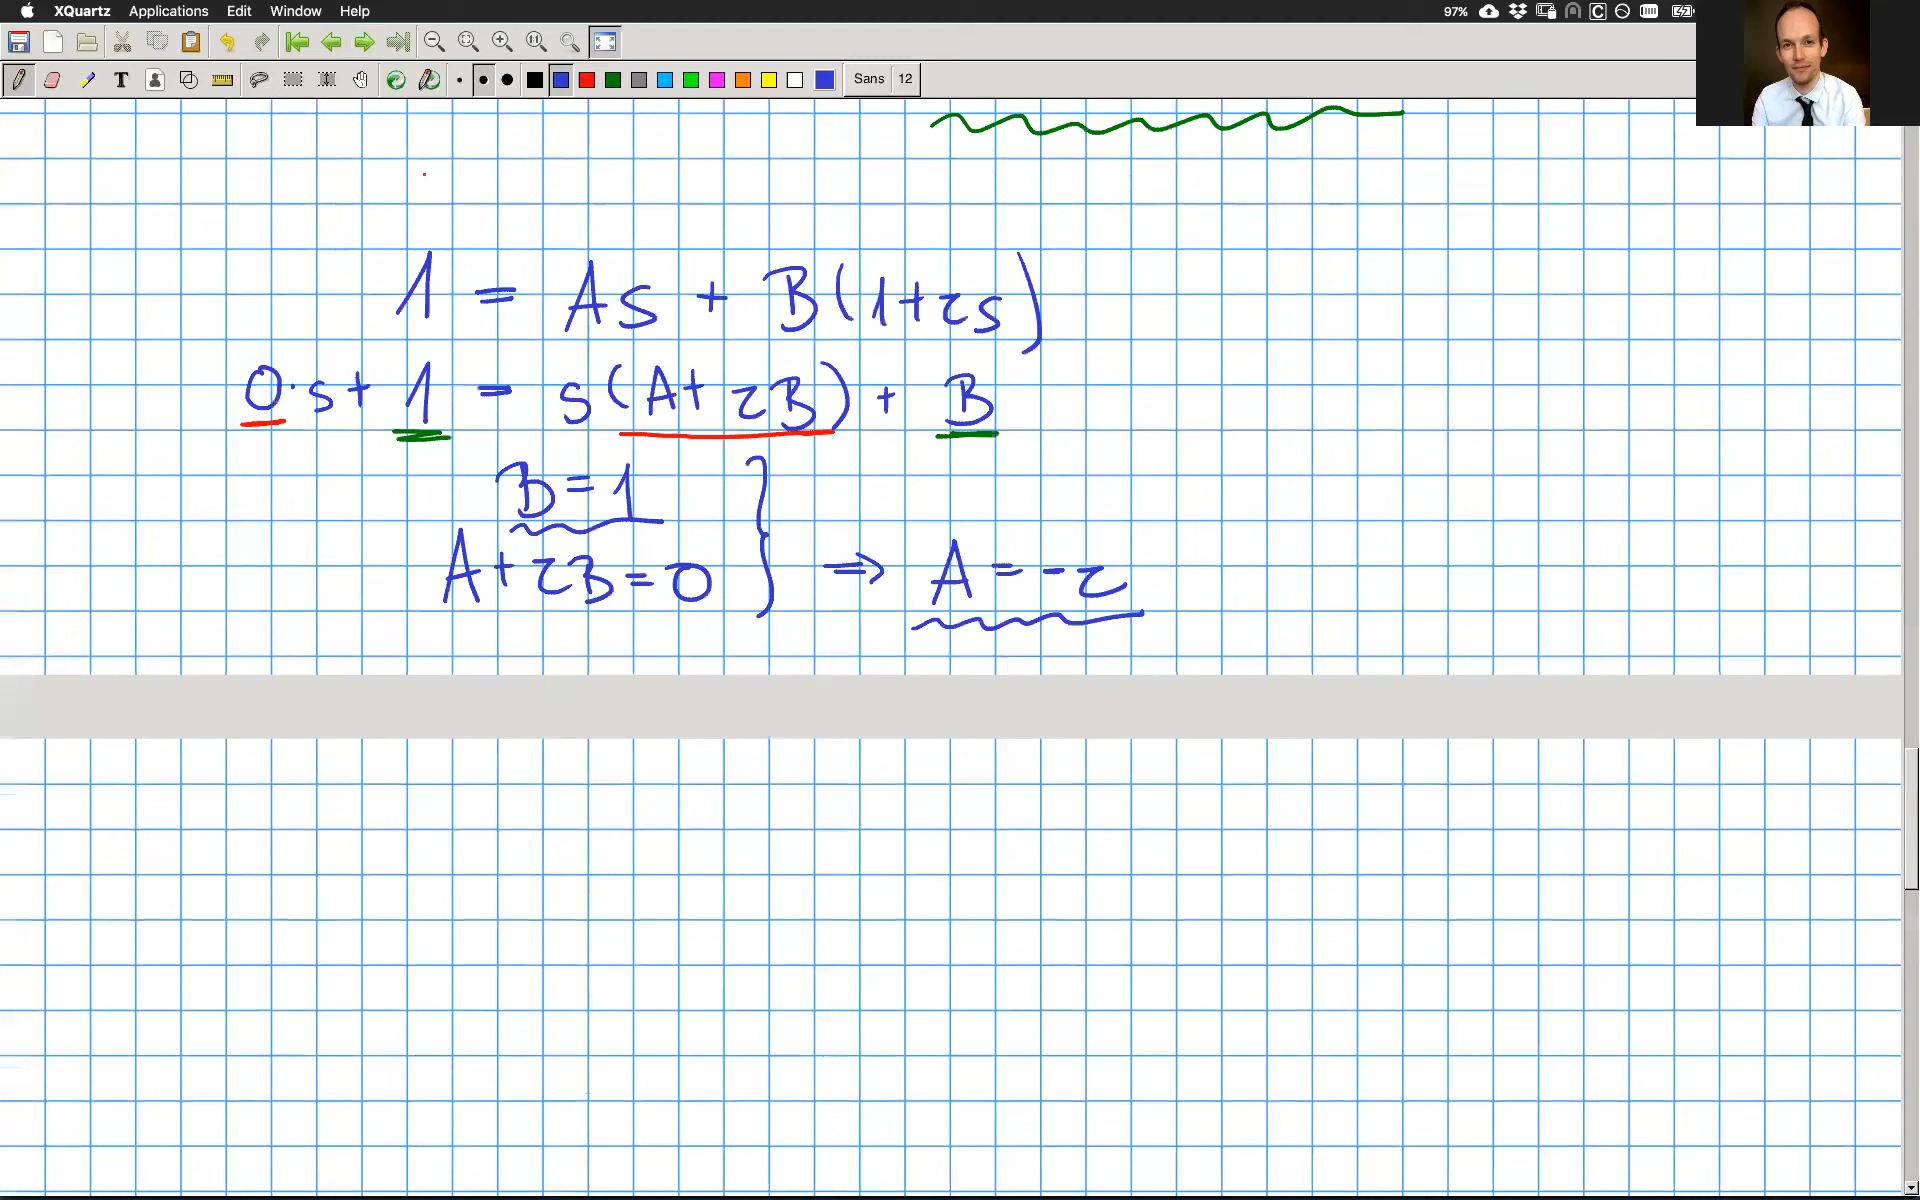 XQuartz Applications Edit Window Help 97%
Sans 12
1 = As + B(1+τs)
0·s + 1 = s(A+τB) + B
B = 1
A+τB = 0 } ⇒ A = -τ